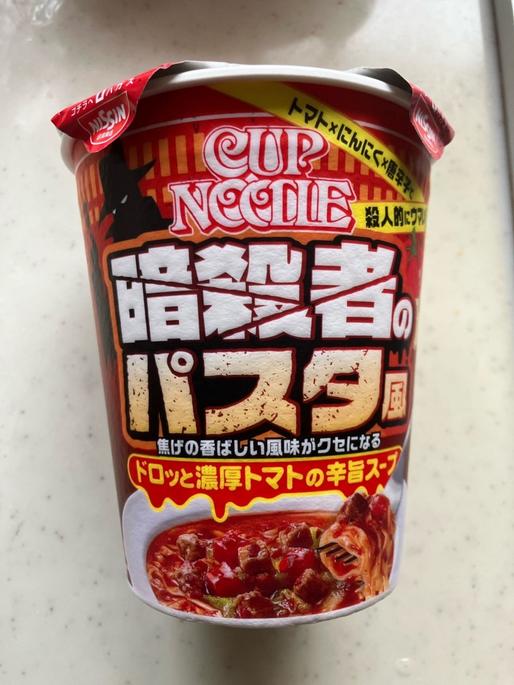 NISSIN
トマト×にんにく×唐辛子
殺人的にウマい
CUP
NOODLE
暗殺者の
パスタ風
焦げの香ばしい風味がクセになる
ドロッと濃厚トマトの辛旨スープ